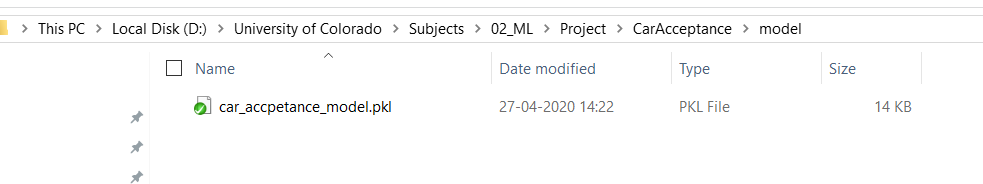 This PC > Local Disk (D:) > University of Colorado > Subjects > 02_ML > Project > CarAcceptance > model
Name Date modified Type Size
car_accpetance_model.pkl 27-04-2020 14:22 PKL File 14 KB